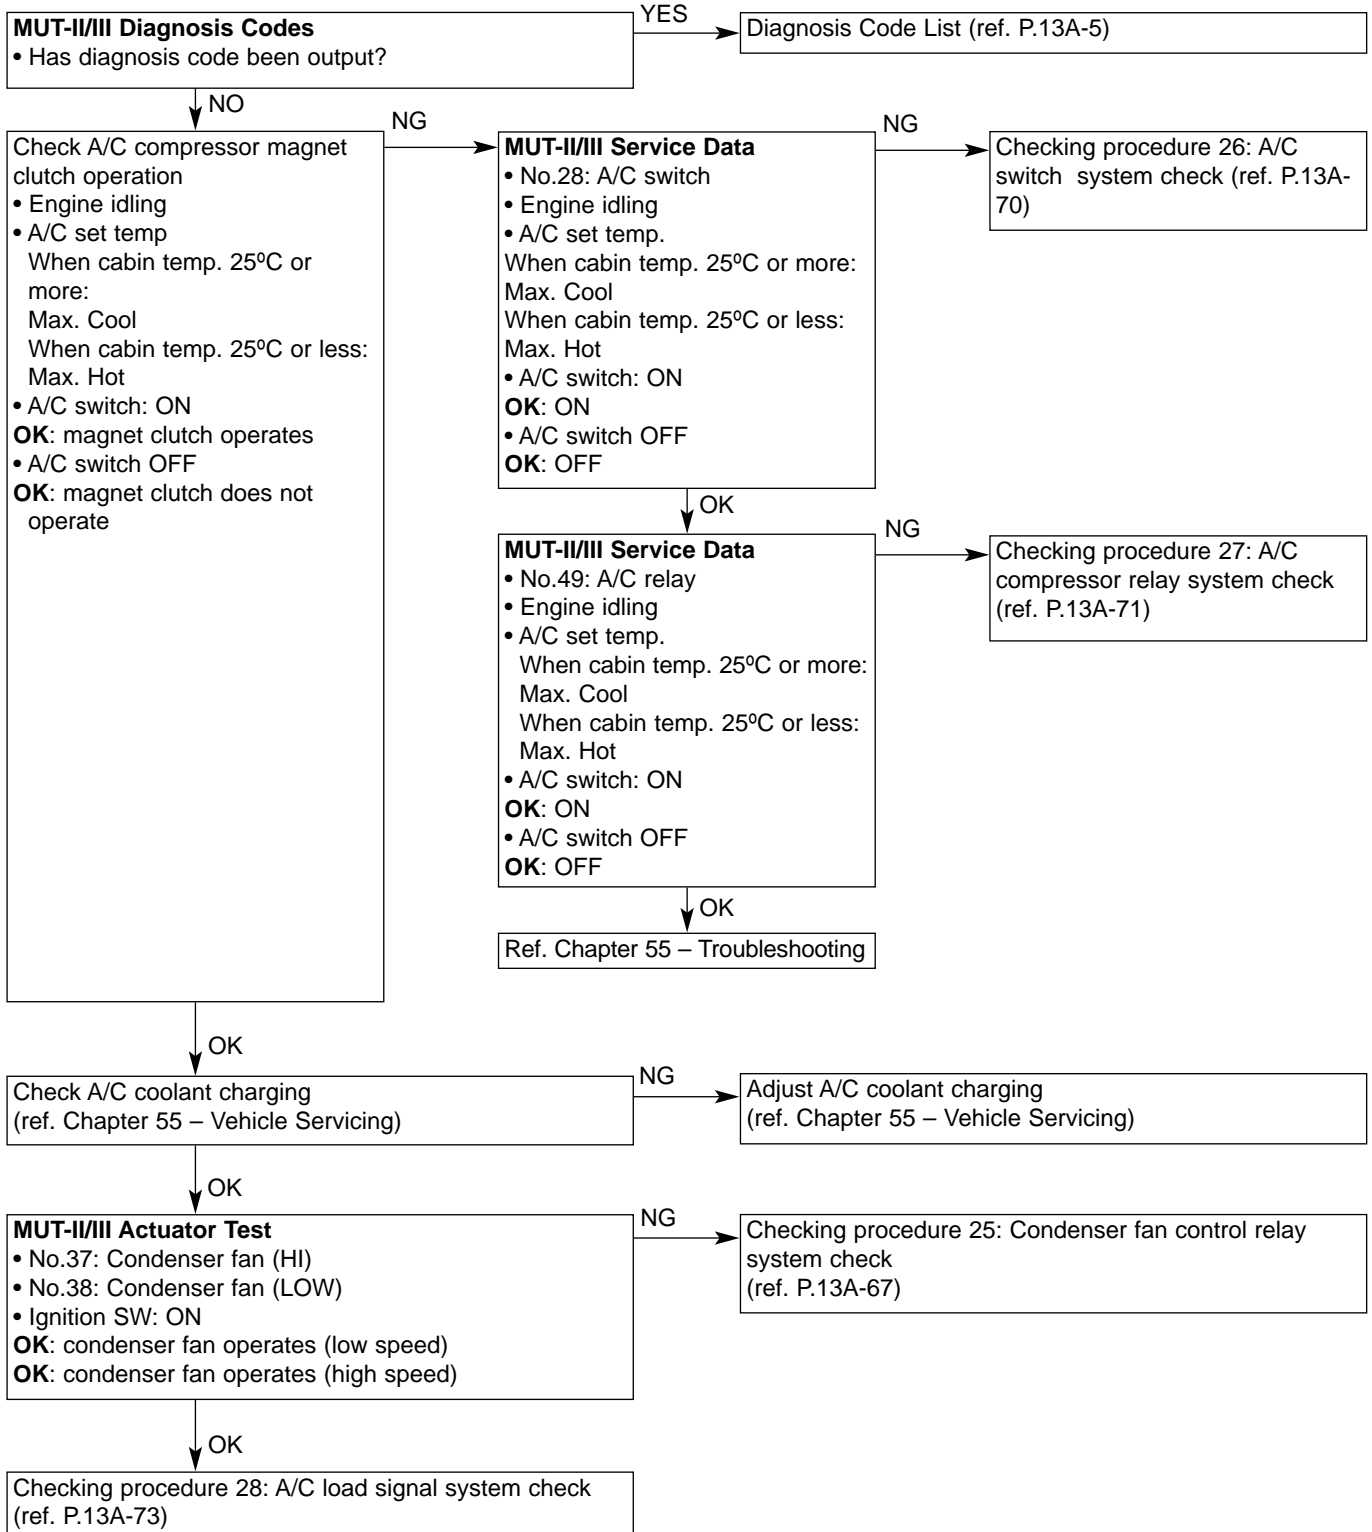 MUT-II/III Diagnosis Codes
• Has diagnosis code been output?
YES
Diagnosis Code List (ref. P.13A-5)
NO
Check A/C compressor magnet
clutch operation
• Engine idling
• A/C set temp
When cabin temp. 25ºC or
more:
Max. Cool
When cabin temp. 25ºC or less:
Max. Hot
• A/C switch: ON
OK: magnet clutch operates
• A/C switch OFF
OK: magnet clutch does not
operate
NG
MUT-II/III Service Data
• No.28: A/C switch
• Engine idling
• A/C set temp.
When cabin temp. 25ºC or more:
Max. Cool
When cabin temp. 25ºC or less:
Max. Hot
• A/C switch: ON
OK: ON
• A/C switch OFF
OK: OFF
NG
Checking procedure 26: A/C
switch system check (ref. P.13A-
70)
OK
MUT-II/III Service Data
• No.49: A/C relay
• Engine idling
• A/C set temp.
When cabin temp. 25ºC or more:
Max. Cool
When cabin temp. 25ºC or less:
Max. Hot
• A/C switch: ON
OK: ON
• A/C switch OFF
OK: OFF
NG
Checking procedure 27: A/C
compressor relay system check
(ref. P.13A-71)
OK
Ref. Chapter 55 – Troubleshooting
OK
Check A/C coolant charging
(ref. Chapter 55 – Vehicle Servicing)
NG
Adjust A/C coolant charging
(ref. Chapter 55 – Vehicle Servicing)
OK
MUT-II/III Actuator Test
• No.37: Condenser fan (HI)
• No.38: Condenser fan (LOW)
• Ignition SW: ON
OK: condenser fan operates (low speed)
OK: condenser fan operates (high speed)
NG
Checking procedure 25: Condenser fan control relay
system check
(ref. P.13A-67)
OK
Checking procedure 28: A/C load signal system check
(ref. P.13A-73)